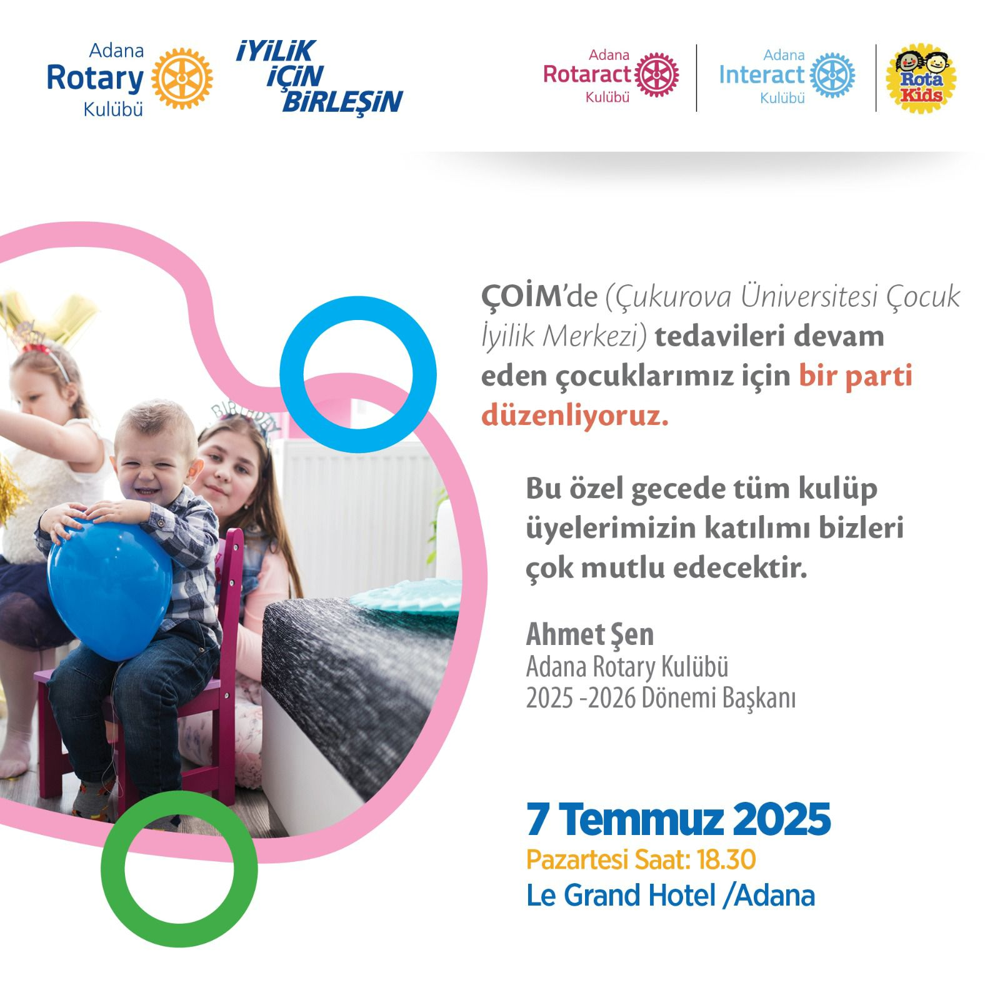 Adana
Rotary
Kulübü
İYİLİK
İÇİN
BİRLEŞİN
Adana
Rotaract
Kulübü
Adana
Interact
Kulübü
Rota
Kids
BIRTHDAY
ÇOİM’de (Çukurova Üniversitesi Çocuk
İyilik Merkezi) tedavileri devam
eden çocuklarımız için bir parti
düzenliyoruz.
Bu özel gecede tüm kulüp
üyelerimizin katılımı bizleri
çok mutlu edecektir.
Ahmet Şen
Adana Rotary Kulübü
2025 -2026 Dönemi Başkanı
7 Temmuz 2025
Pazartesi Saat: 18.30
Le Grand Hotel /Adana